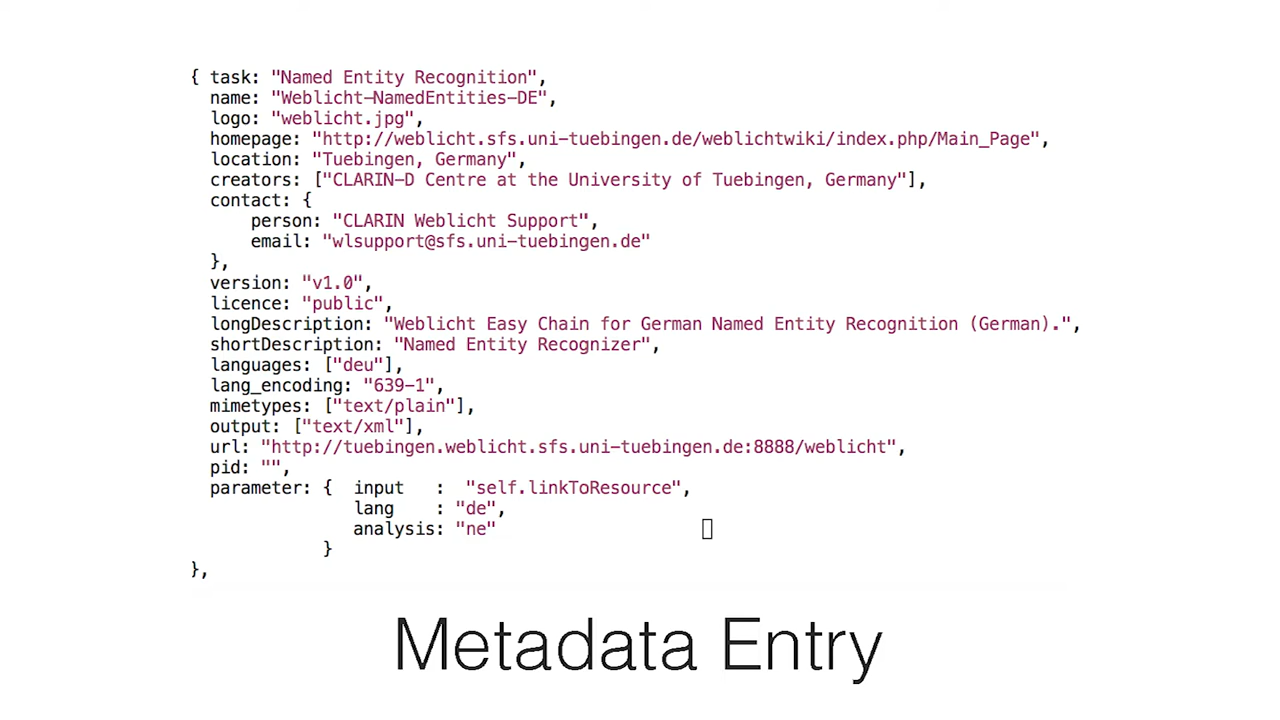 { task: "Named Entity Recognition",
name: "Weblicht-NamedEntities-DE",
logo: "weblicht.jpg",
homepage: "http://weblicht.sfs.uni-tuebingen.de/weblichtwiki/index.php/Main_Page",
location: "Tuebingen, Germany",
creators: ["CLARIN-D Centre at the University of Tuebingen, Germany"],
contact: {
person: "CLARIN Weblicht Support",
email: "wlsupport@sfs.uni-tuebingen.de"
},
version: "v1.0",
licence: "public",
longDescription: "Weblicht Easy Chain for German Named Entity Recognition (German).",
shortDescription: "Named Entity Recognizer",
languages: ["deu"],
lang_encoding: "639-1",
mimetypes: ["text/plain"],
output: ["text/xml"],
url: "http://tuebingen.weblicht.sfs.uni-tuebingen.de:8888/weblicht",
pid: "",
parameter: { input : "self.linkToResource",
lang : "de",
analysis: "ne"
}
},
Metadata Entry